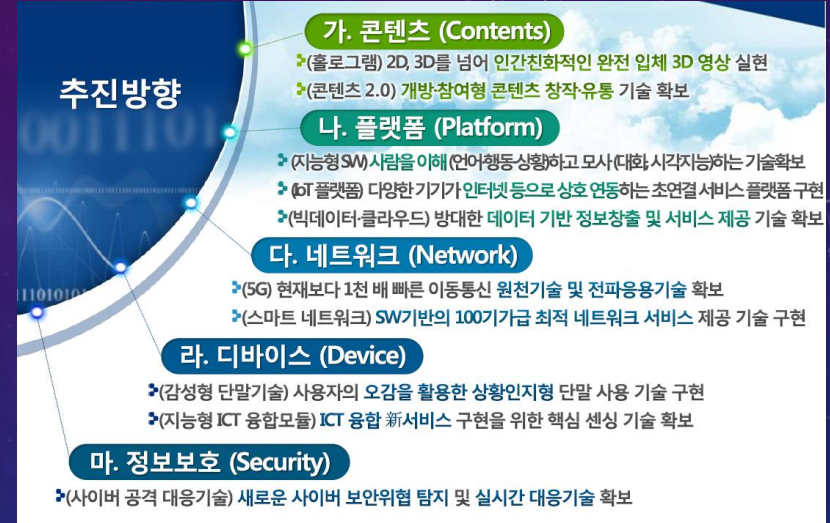 추진방향
가. 콘텐츠 (Contents)
(홀로그램) 2D, 3D를 넘어 인간친화적인 완전 입체 3D 영상 실현
(콘텐츠 2.0) 개방·참여형 콘텐츠 창작·유통 기술 확보
나. 플랫폼 (Platform)
(지능형 SW) 사람을 이해(언어·행동·상황)하고 모사(대화, 시각지능)하는 기술확보
(IoT 플랫폼) 다양한 기기가 인터넷 등으로 상호 연동하는 초연결 서비스 플랫폼 구현
(빅데이터·클라우드) 방대한 데이터 기반 정보창출 및 서비스 제공 기술 확보
다. 네트워크 (Network)
(5G) 현재보다 1천 배 빠른 이동통신 원천기술 및 전파응용기술 확보
(스마트 네트워크) SW기반의 100기가급 최적 네트워크 서비스 제공 기술 구현
라. 디바이스 (Device)
(감성형 단말기술) 사용자의 오감을 활용한 상황인지형 단말 사용 기술 구현
(지능형 ICT 융합모듈) ICT 융합 新서비스 구현을 위한 핵심 센싱 기술 확보
마. 정보보호 (Security)
(사이버 공격 대응기술) 새로운 사이버 보안위협 탐지 및 실시간 대응기술 확보